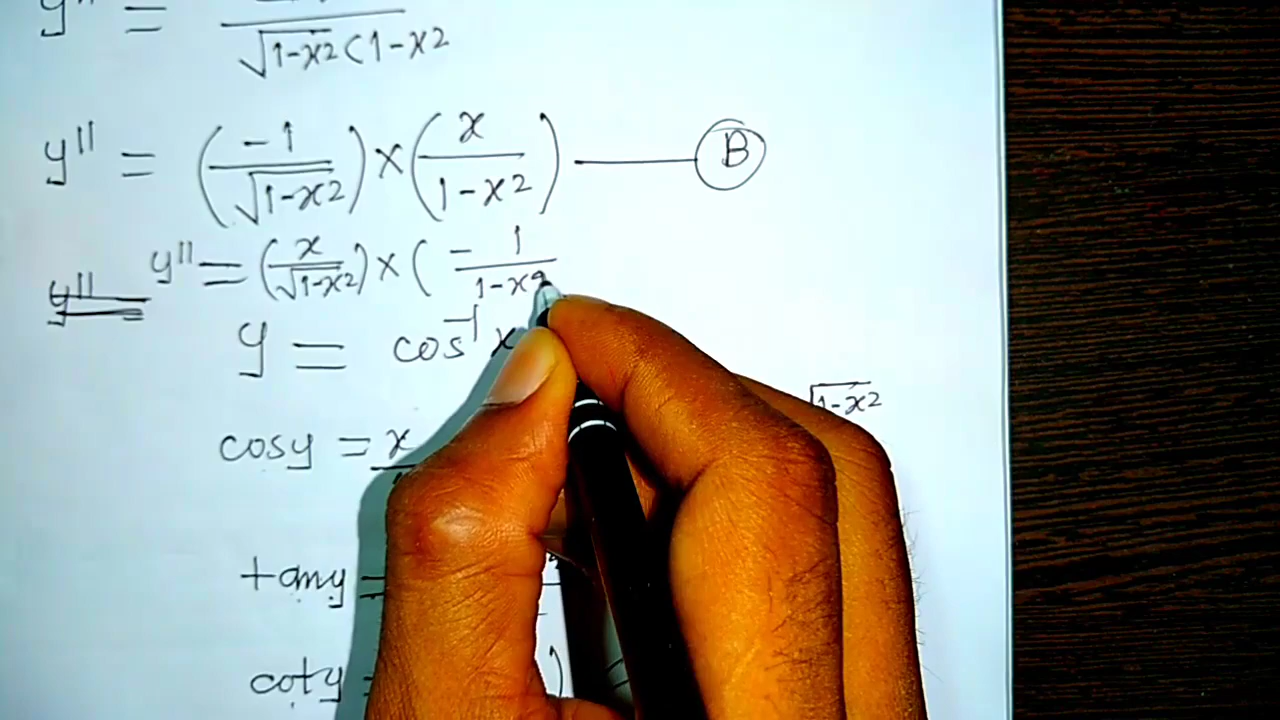 y'' =
√1-x2 (1-x2
y'' = (-1/√1-x2) × (x/1-x2) — B
y'' y'' = (x/√1-x2) × (-1/1-x2
y = cos-1 x
√1-x2
cosy = x
tany =
coty = )